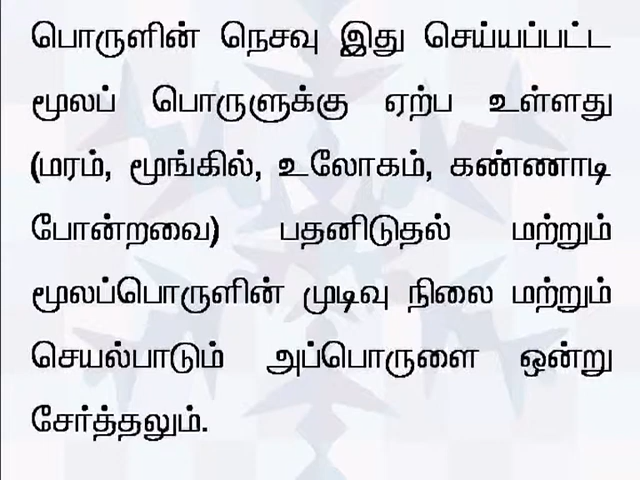 பொருளின் நெசவு இது செய்யப்பட்ட
மூலப் பொருளுக்கு ஏற்ப உள்ளது
(மரம், மூங்கில், உலோகம், கண்ணாடி
போன்றவை) பதனிடுதல் மற்றும்
மூலப்பொருளின் முடிவு நிலை மற்றும்
செயல்பாடும் அப்பொருளை ஒன்று
சேர்த்தலும்.